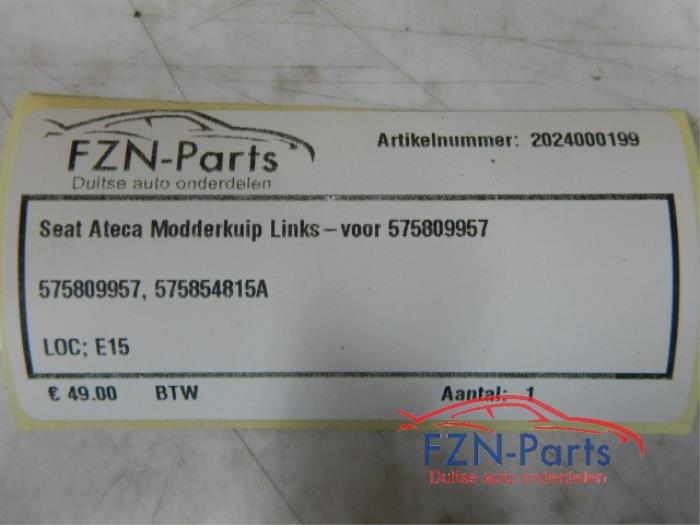 FZN-Parts
Duitse auto onderdelen
Artikelnummer: 2024000199
Seat Ateca Modderkuip Links-voor 575809957
575809957, 575854815A
LOC; E15
€ 49.00 BTW Aantal: 1
FZN-Parts
Duitse auto onderdelen